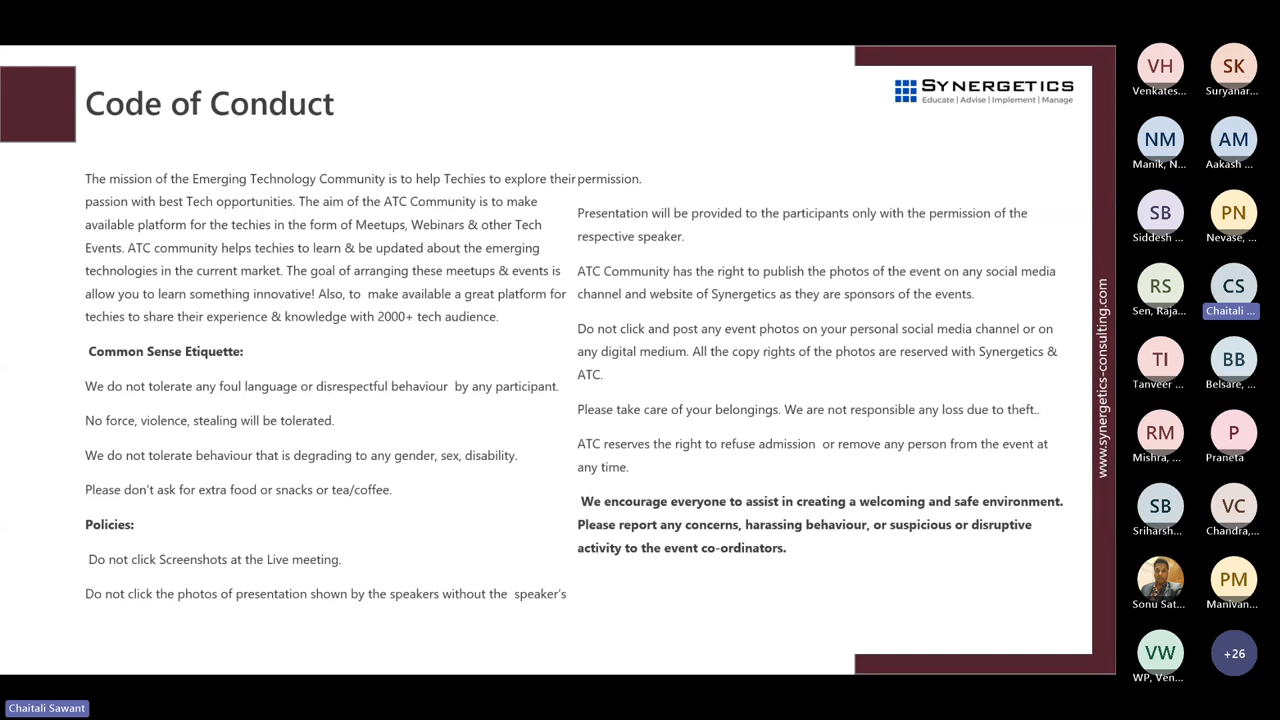 Code of Conduct
SYNERGETICS
Educate | Advise | Implement | Manage
The mission of the Emerging Technology Community is to help Techies to explore their
passion with best Tech opportunities. The aim of the ATC Community is to make
available platform for the techies in the form of Meetups, Webinars & other Tech
Events. ATC community helps techies to learn & be updated about the emerging
technologies in the current market. The goal of arranging these meetups & events is
allow you to learn something innovative! Also, to make available a great platform for
techies to share their experience & knowledge with 2000+ tech audience.
Common Sense Etiquette:
We do not tolerate any foul language or disrespectful behaviour by any participant.
No force, violence, stealing will be tolerated.
We do not tolerate behaviour that is degrading to any gender, sex, disability.
Please don't ask for extra food or snacks or tea/coffee.
Policies:
Do not click Screenshots at the Live meeting.
Do not click the photos of presentation shown by the speakers without the speaker's
permission.
Presentation will be provided to the participants only with the permission of the
respective speaker.
ATC Community has the right to publish the photos of the event on any social media
channel and website of Synergetics as they are sponsors of the events.
Do not click and post any event photos on your personal social media channel or on
any digital medium. All the copy rights of the photos are reserved with Synergetics &
ATC.
Please take care of your belongings. We are not responsible any loss due to theft..
ATC reserves the right to refuse admission or remove any person from the event at
any time.
We encourage everyone to assist in creating a welcoming and safe environment.
Please report any concerns, harassing behaviour, or suspicious or disruptive
activity to the event co-ordinators.
www.synergetics-consulting.com
VH
Venkates...
SK
Suryanar...
NM
Manik, N...
AM
Aakash ...
SB
Siddesh ...
PN
Nevase, ...
RS
Sen, Raja...
CS
Chaitali ...
TI
Tanveer ...
BB
Belsare, ...
RM
Mishra, ...
P
Praneta
SB
Sriharsh...
VC
Chandra,...
Sonu Sat...
PM
Manivan...
VW
WP, Ven...
+26
Chaitali Sawant